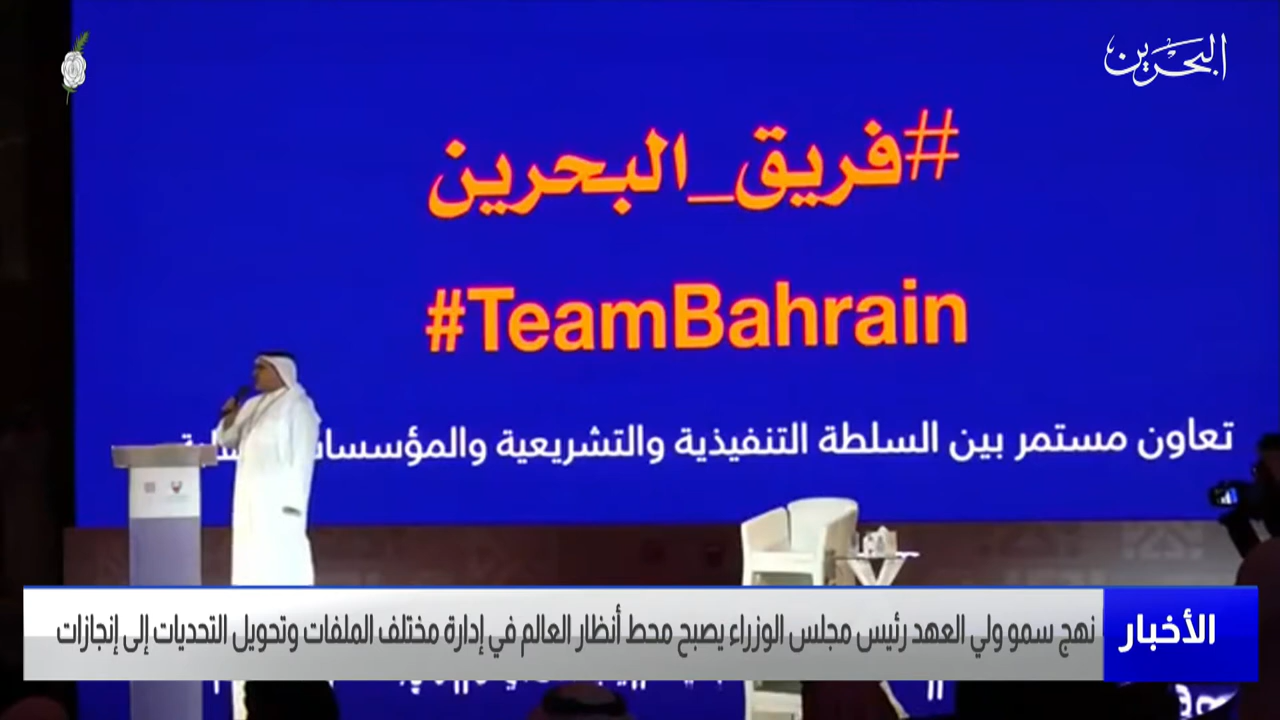 البحرين
#فريق_البحرين
#TeamBahrain
تعاون مستمر بين السلطة التنفيذية والتشريعية والمؤسسات
الأخبار
نهج سمو ولي العهد رئيس مجلس الوزراء يصبح محط أنظار العالم في إدارة مختلف الملفات وتحويل التحديات إلى إنجازات